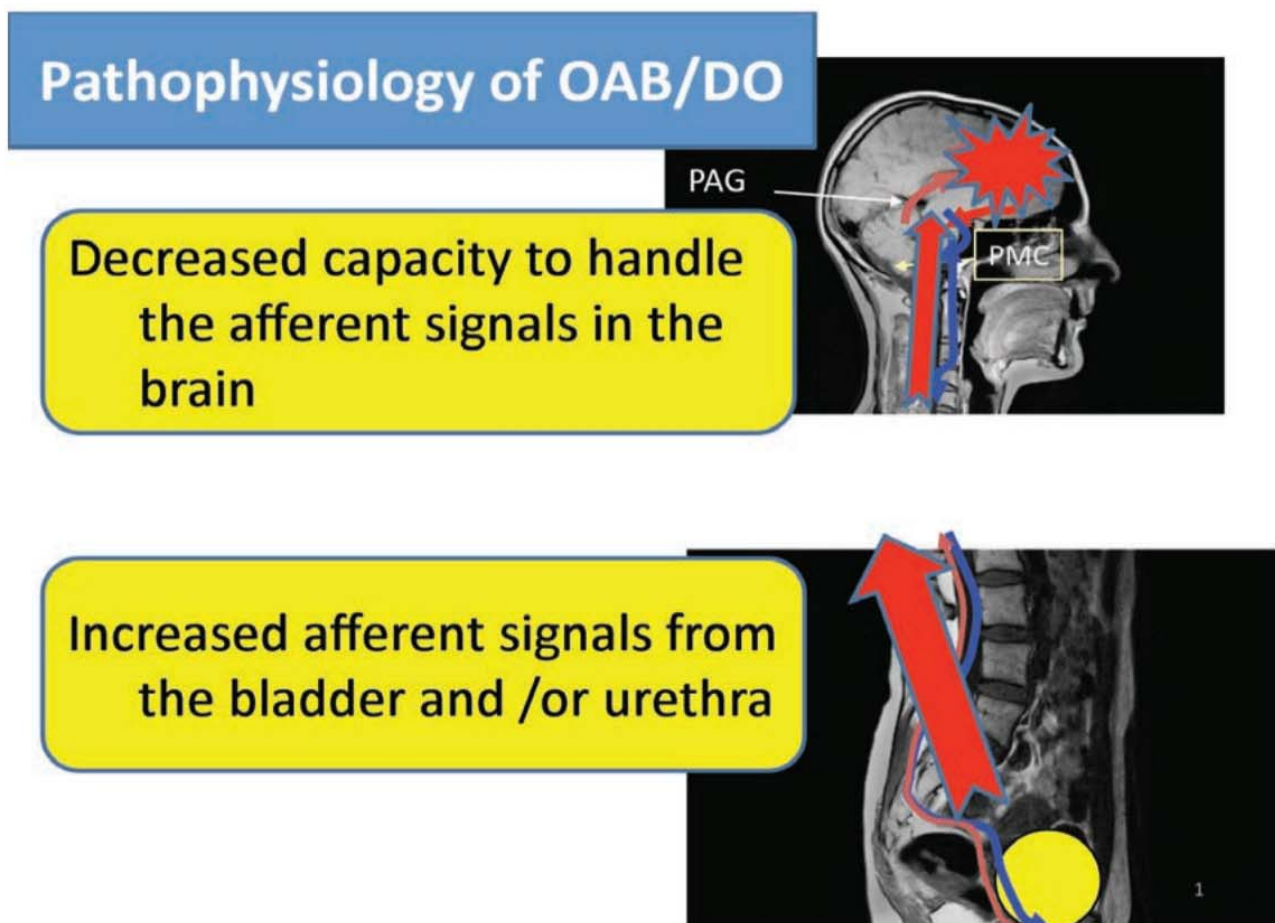 Pathophysiology of OAB/DO
PAG
PMC
Decreased capacity to handle
the afferent signals in the
brain
Increased afferent signals from
the bladder and /or urethra
1